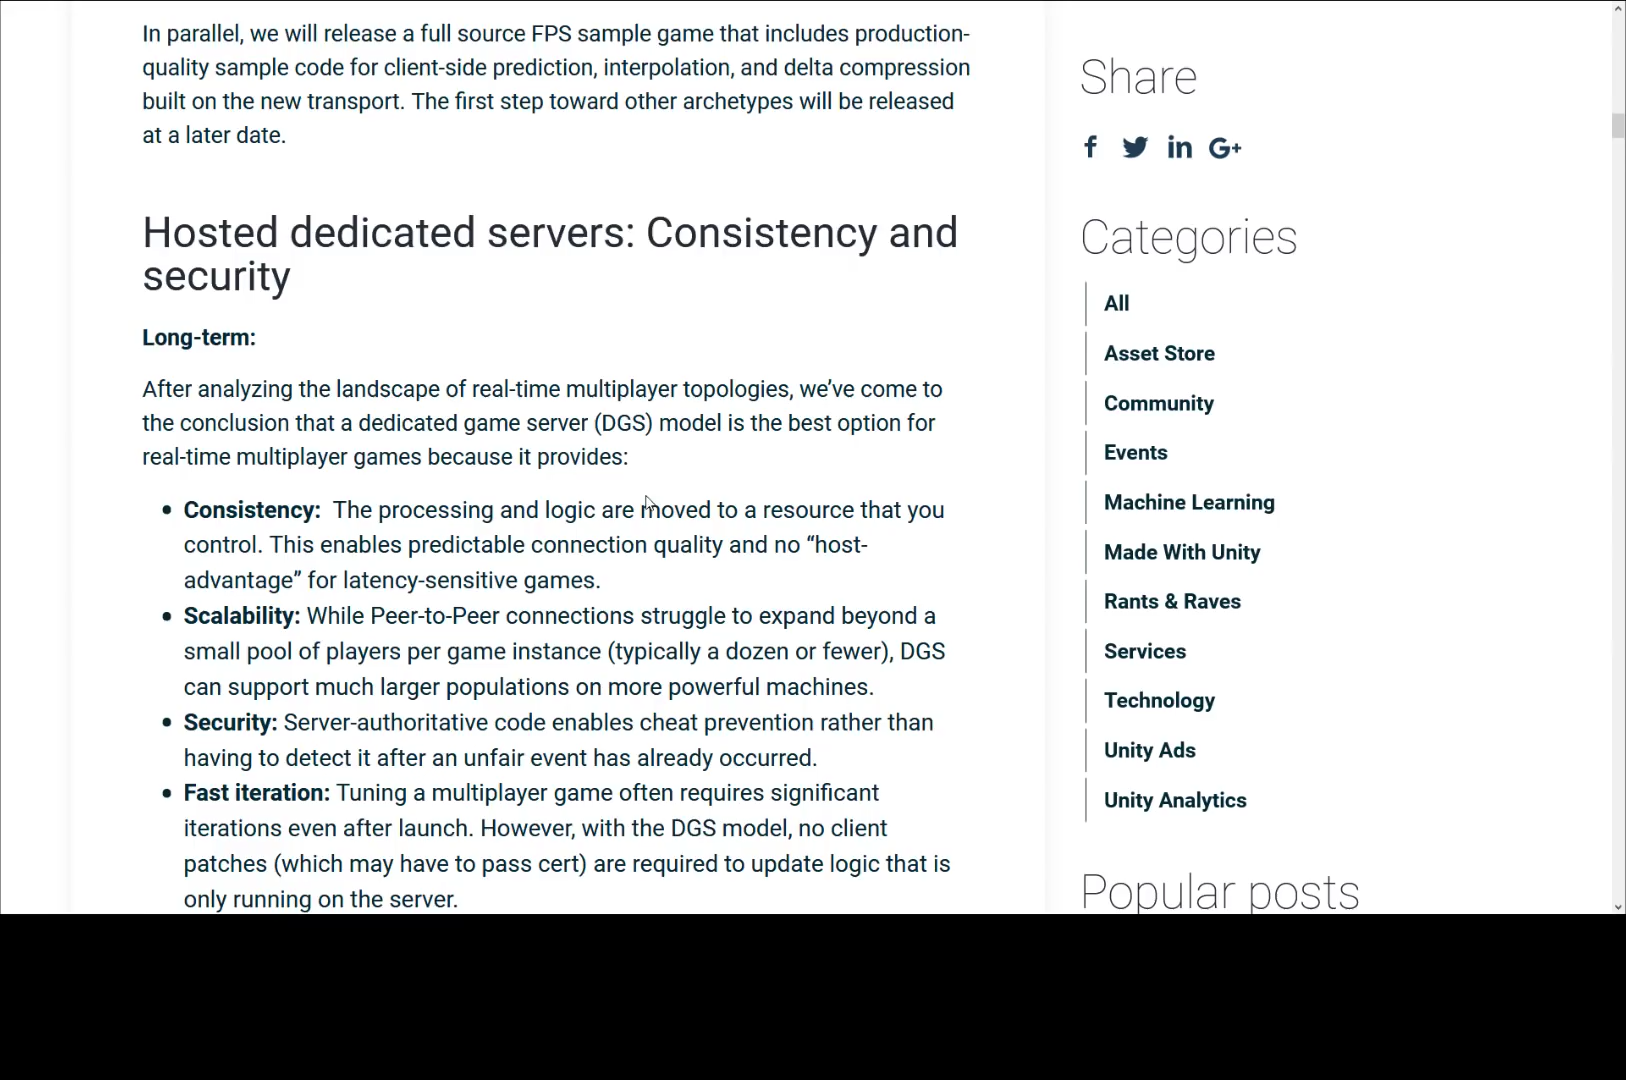 In parallel, we will release a full source FPS sample game that includes production-
quality sample code for client-side prediction, interpolation, and delta compression
built on the new transport. The first step toward other archetypes will be released
at a later date.
Hosted dedicated servers: Consistency and
security
Long-term:
After analyzing the landscape of real-time multiplayer topologies, we’ve come to
the conclusion that a dedicated game server (DGS) model is the best option for
real-time multiplayer games because it provides:
• Consistency:  The processing and logic are moved to a resource that you
control. This enables predictable connection quality and no “host-
advantage” for latency-sensitive games.
• Scalability: While Peer-to-Peer connections struggle to expand beyond a
small pool of players per game instance (typically a dozen or fewer), DGS
can support much larger populations on more powerful machines.
• Security: Server-authoritative code enables cheat prevention rather than
having to detect it after an unfair event has already occurred.
• Fast iteration: Tuning a multiplayer game often requires significant
iterations even after launch. However, with the DGS model, no client
patches (which may have to pass cert) are required to update logic that is
only running on the server.
Share
f in G+
Categories
All
Asset Store
Community
Events
Machine Learning
Made With Unity
Rants & Raves
Services
Technology
Unity Ads
Unity Analytics
Popular posts